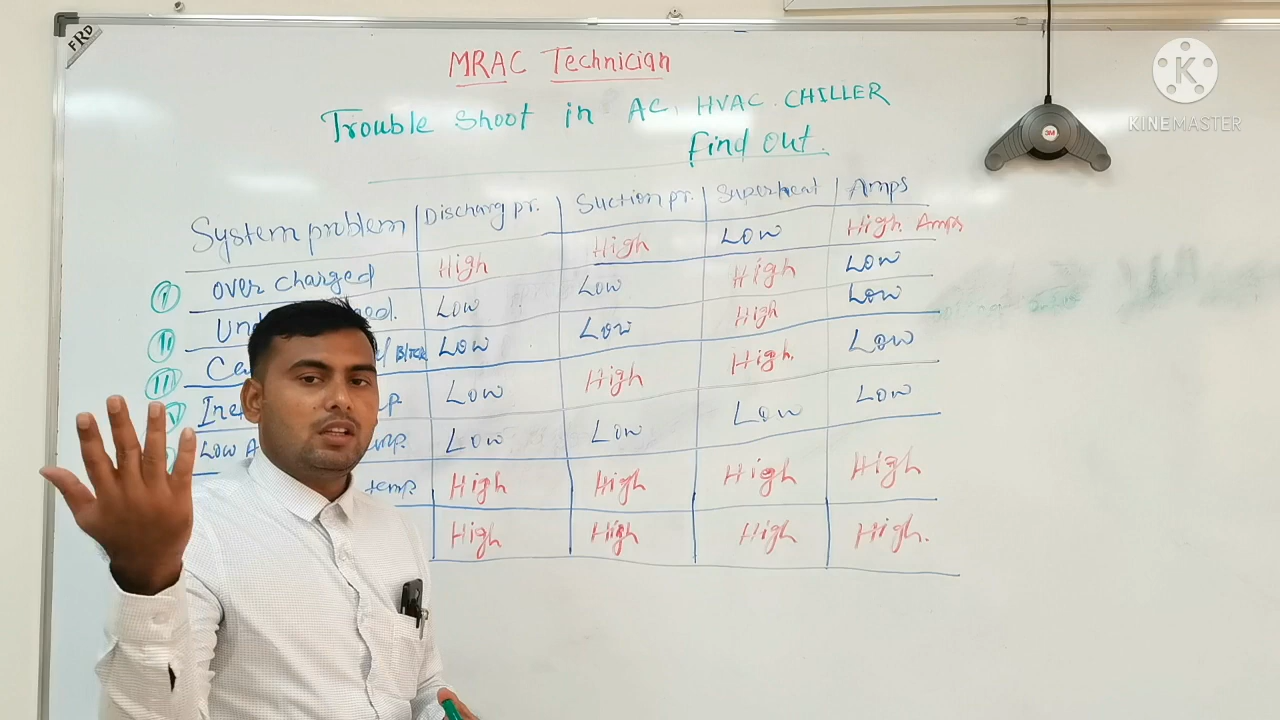 FRD
MRAC Technician
Trouble Shoot in AC, HVAC. CHILLER
find out.
System problem Discharg pr. Suction pr. Superheat Amps
over charged High High Low High Amps
Low Low High Low
Low Low High Low
Low High High. Low
Low A Low Low Low Low
temp High High High High
High High High High.
3M
K
KINEMASTER